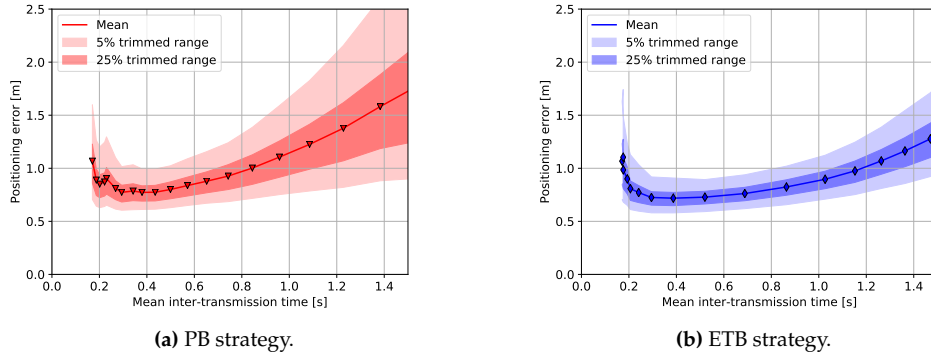 2.5
2.0
1.5
1.0
0.5
0.0
Positioning error [m]
Mean
5% trimmed range
25% trimmed range
0.0 0.2 0.4 0.6 0.8 1.0 1.2 1.4
Mean inter-transmission time [s]
(a) PB strategy.
2.5
2.0
1.5
1.0
0.5
0.0
Positioning error [m]
Mean
5% trimmed range
25% trimmed range
0.0 0.2 0.4 0.6 0.8 1.0 1.2 1.4
Mean inter-transmission time [s]
(b) ETB strategy.